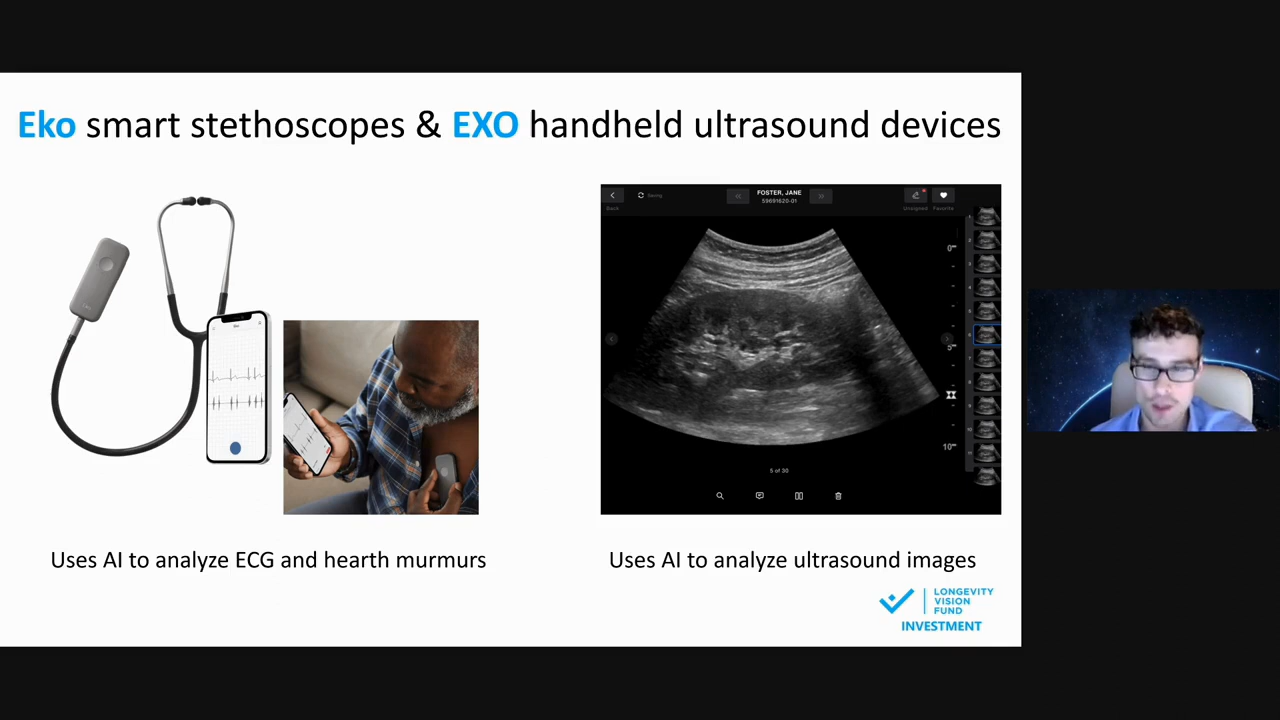 Eko smart stethoscopes & EXO handheld ultrasound devices
FOSTER, JANE
59691620-01
Back
Saving
Unsigned
Favorite
0
5
10
5 of 30
Uses AI to analyze ECG and hearth murmurs
Uses AI to analyze ultrasound images
LONGEVITY
VISION
FUND
INVESTMENT